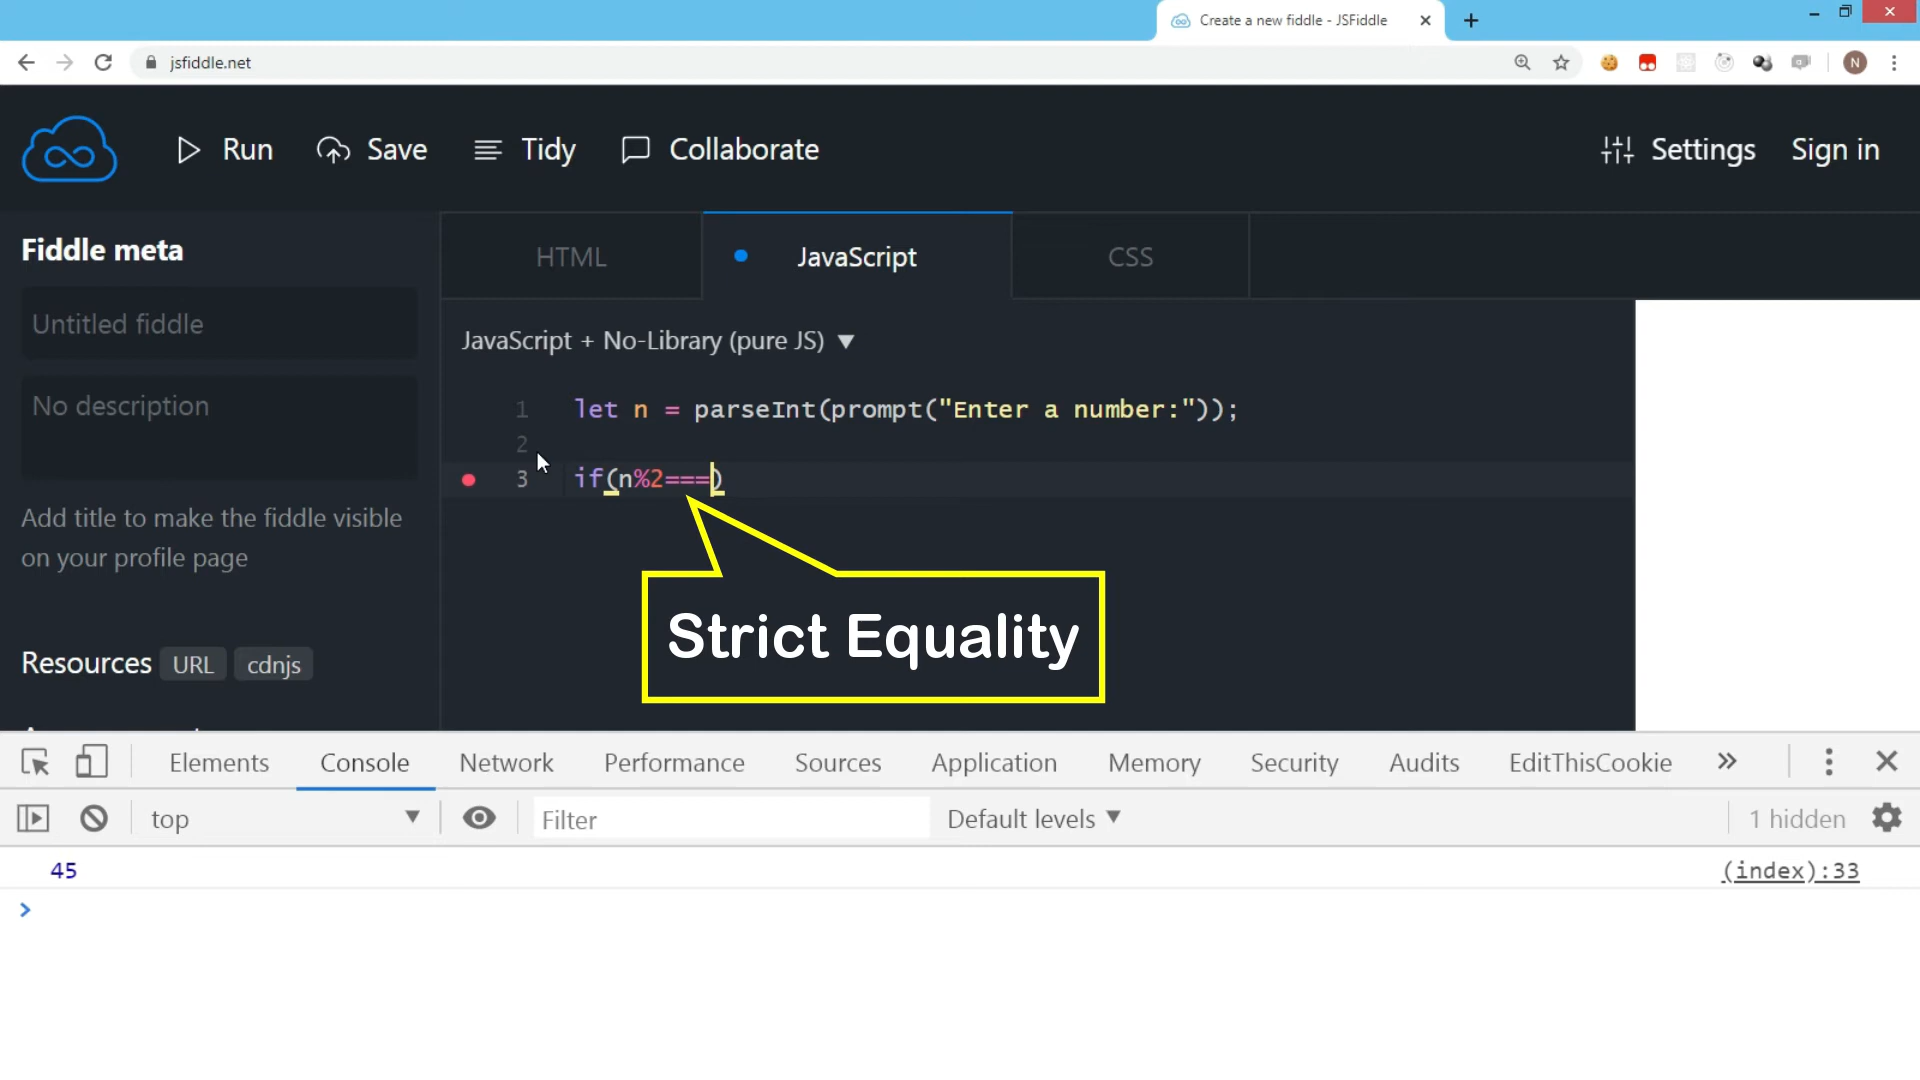 Create a new fiddle - JSFiddle
jsfiddle.net
N
Run
Save
Tidy
Collaborate
Settings
Sign in
Fiddle meta
Untitled fiddle
No description
Add title to make the fiddle visible
on your profile page
Resources URL cdnjs
HTML
JavaScript
CSS
JavaScript + No-Library (pure JS) ▼
1 let n = parseInt(prompt("Enter a number:"));
2
3 if(n%2===)
Strict Equality
Elements Console Network Performance Sources Application Memory Security Audits EditThisCookie »
top Filter Default levels ▼ 1 hidden
45 (index):33